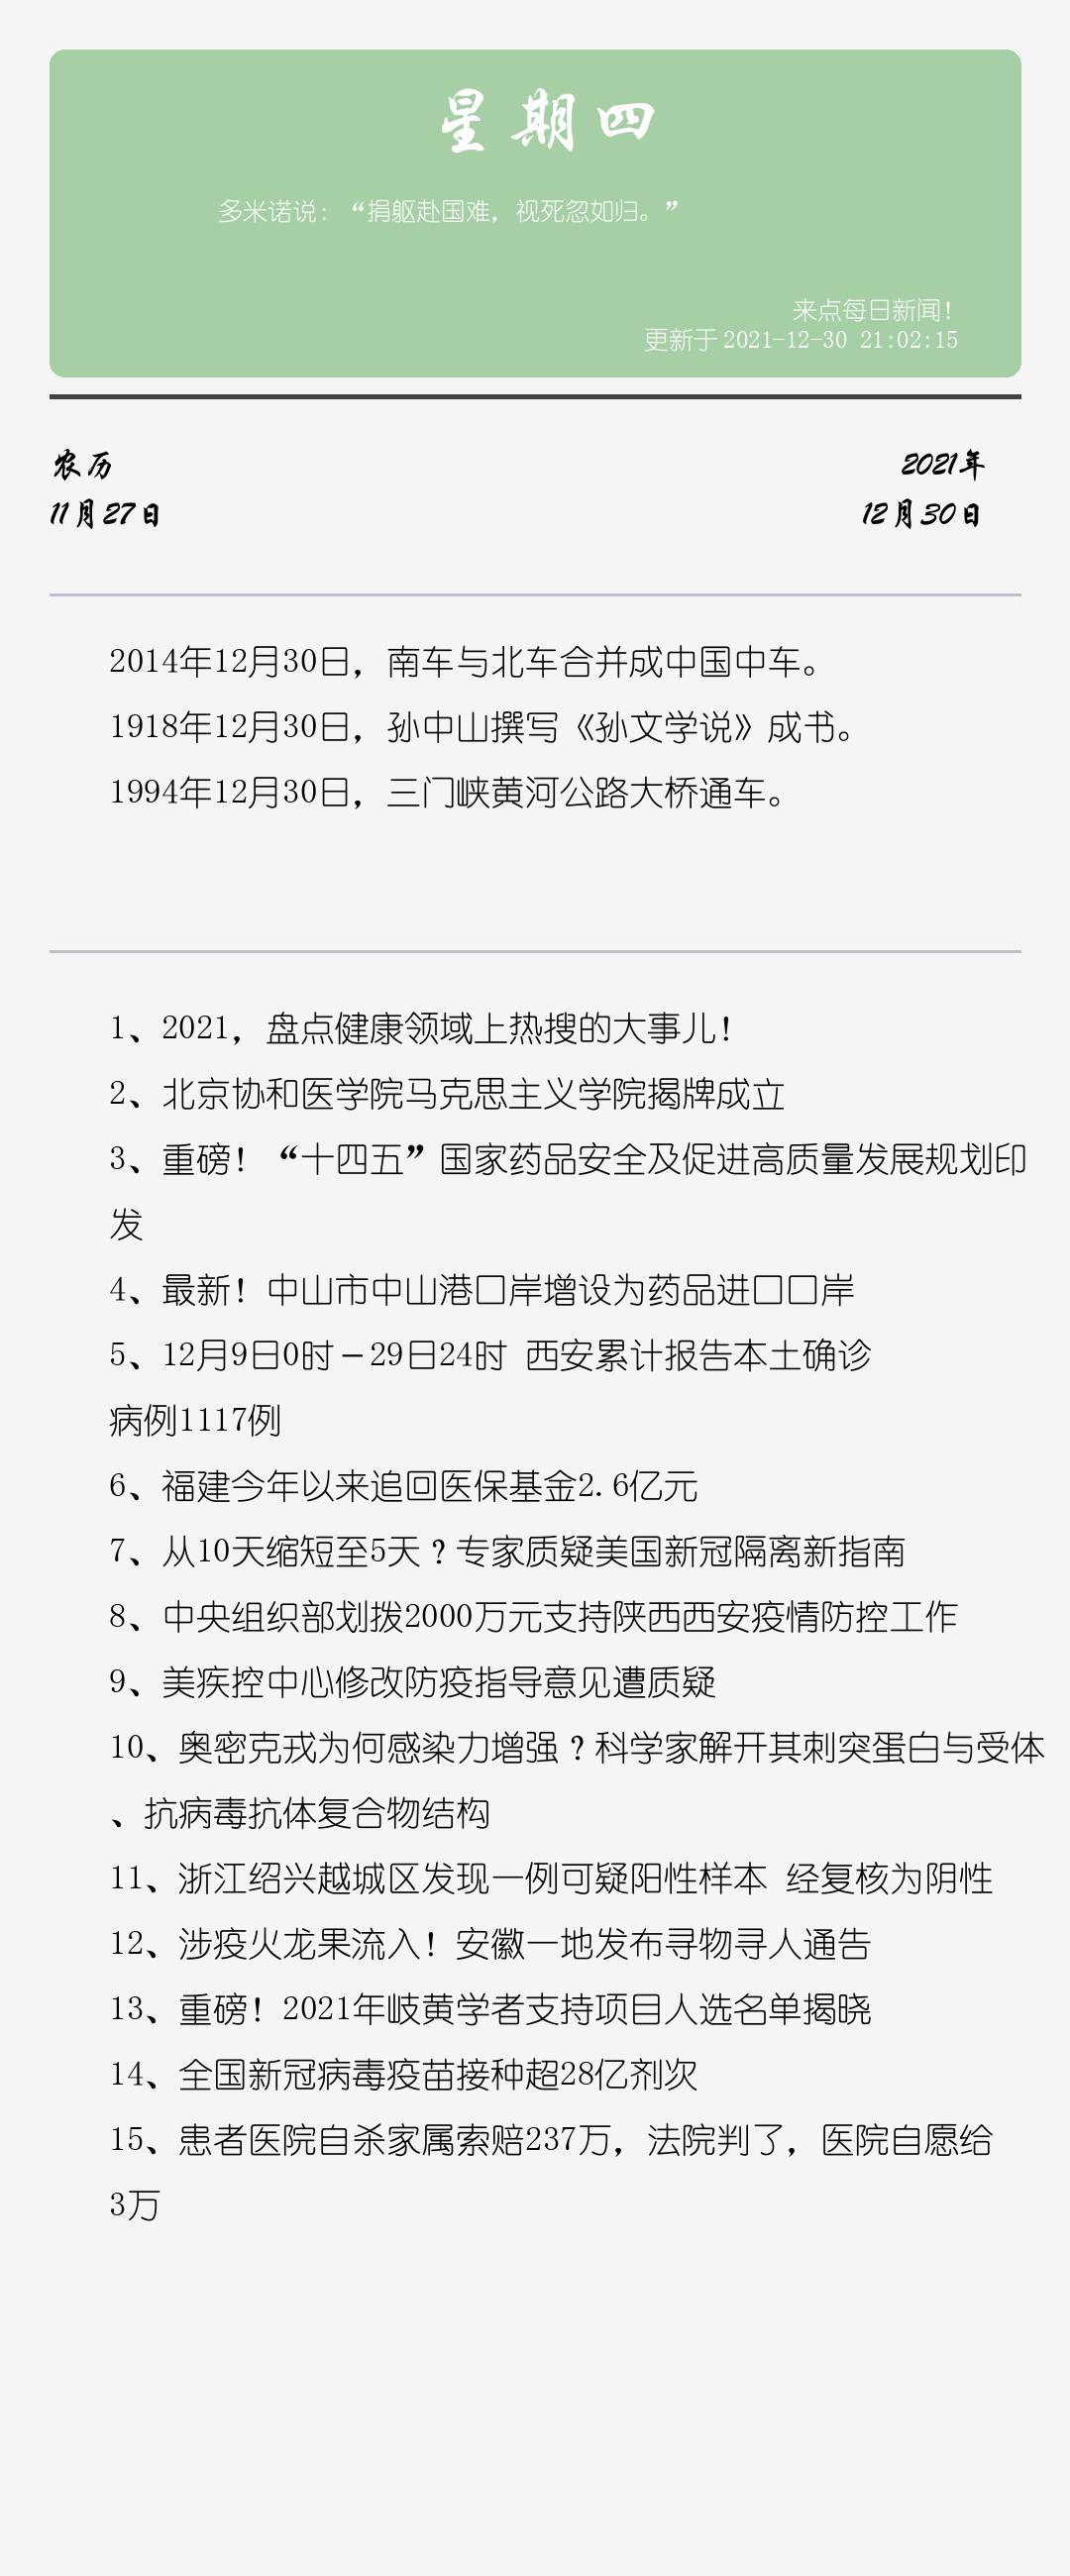 星期四
多米诺说：“捐躯赴国难，视死忽如归。”
来点每日新闻！
更新于 2021-12-30 21:02:15
农历
2021年
11月27日
12月30日
2014年12月30日，南车与北车合并成中国中车。
1918年12月30日，孙中山撰写《孙文学说》成书。
1994年12月30日，三门峡黄河公路大桥通车。
1、2021，盘点健康领域上热搜的大事儿！
2、北京协和医学院马克思主义学院揭牌成立
3、重磅！“十四五”国家药品安全及促进高质量发展规划印
发
4、最新！中山市中山港口岸增设为药品进口口岸
5、12月9日0时－29日24时 西安累计报告本土确诊
病例1117例
6、福建今年以来追回医保基金2.6亿元
7、从10天缩短至5天？专家质疑美国新冠隔离新指南
8、中央组织部划拨2000万元支持陕西西安疫情防控工作
9、美疾控中心修改防疫指导意见遭质疑
10、奥密克戎为何感染力增强？科学家解开其刺突蛋白与受体
、抗病毒抗体复合物结构
11、浙江绍兴越城区发现一例可疑阳性样本 经复核为阴性
12、涉疫火龙果流入！安徽一地发布寻物寻人通告
13、重磅！2021年岐黄学者支持项目人选名单揭晓
14、全国新冠病毒疫苗接种超28亿剂次
15、患者医院自杀家属索赔237万，法院判了，医院自愿给
3万